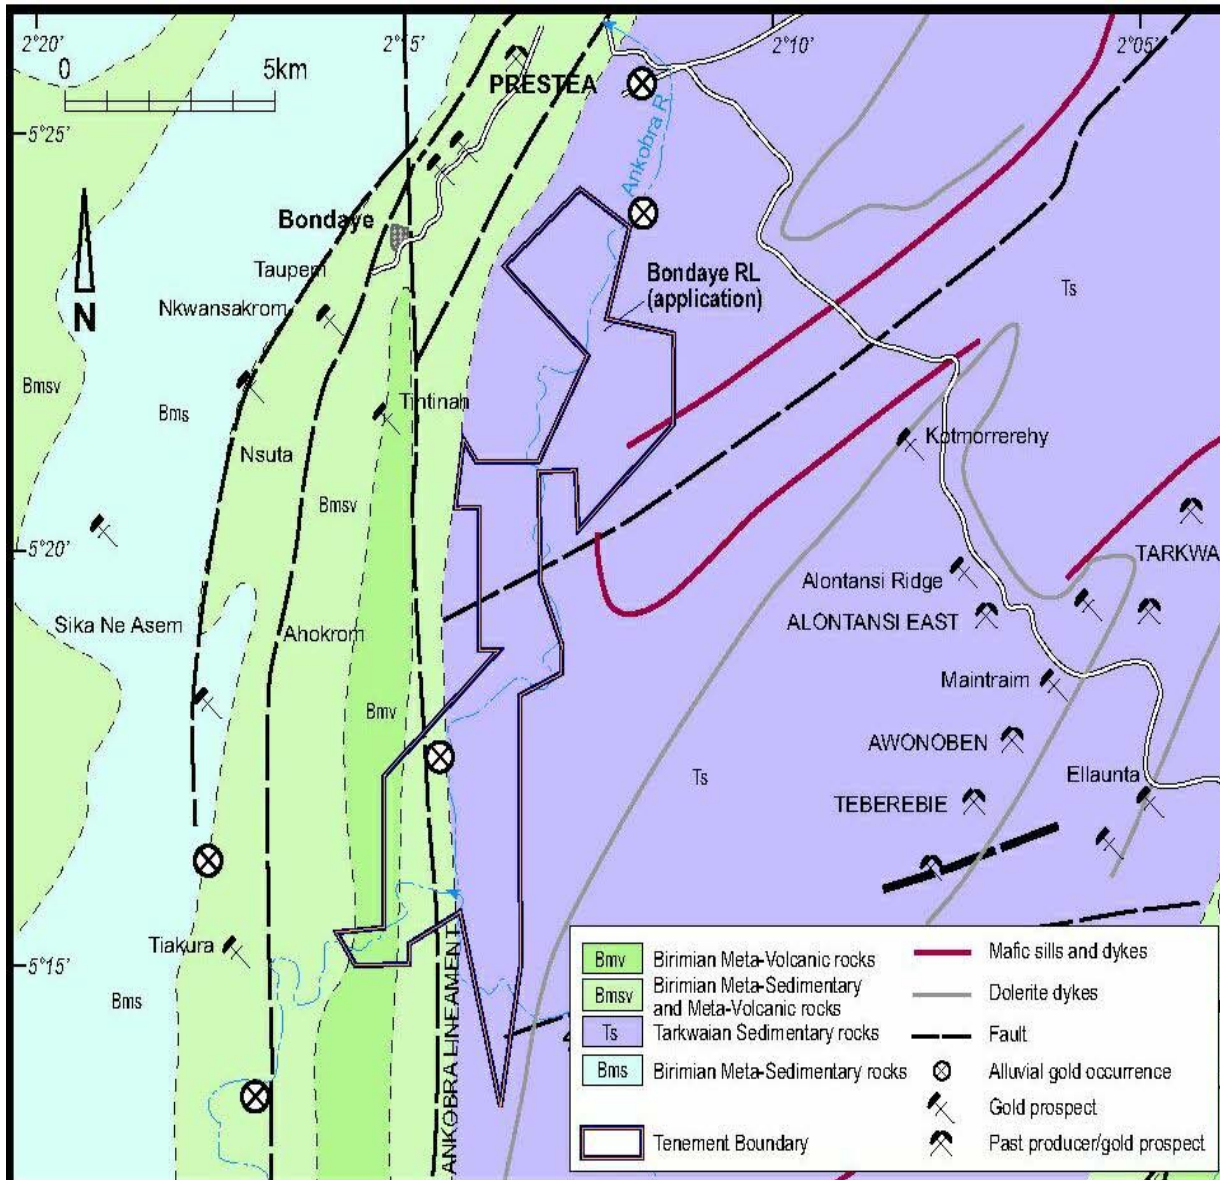 2°20'
2°15'
2°10'
2°05'
0
5km
PRESTEA
5°25'
Ankobra R.
Bondaye
Taupem
Bondaye RL
(application)
N
Nkwansakrom
Ts
Bmsv
Bms
Tintinah
Kotmorrerehy
Nsuta
Bmsv
5°20'
TARKWA
Alontansi Ridge
Sika Ne Asem
ALONTANSI EAST
Ahokrom
Maintraim
Bmv
AWONOBEN
Ts
Ellaunta
TEBEREBIE
Tiakura
5°15'
Bms
ANKOBRA LINEAMENT
Bmv Birimian Meta-Volcanic rocks
Bmsv Birimian Meta-Sedimentary
and Meta-Volcanic rocks
Ts Tarkwaian Sedimentary rocks
Bms Birimian Meta-Sedimentary rocks
Tenement Boundary
Mafic sills and dykes
Dolerite dykes
Fault
Alluvial gold occurrence
Gold prospect
Past producer/gold prospect